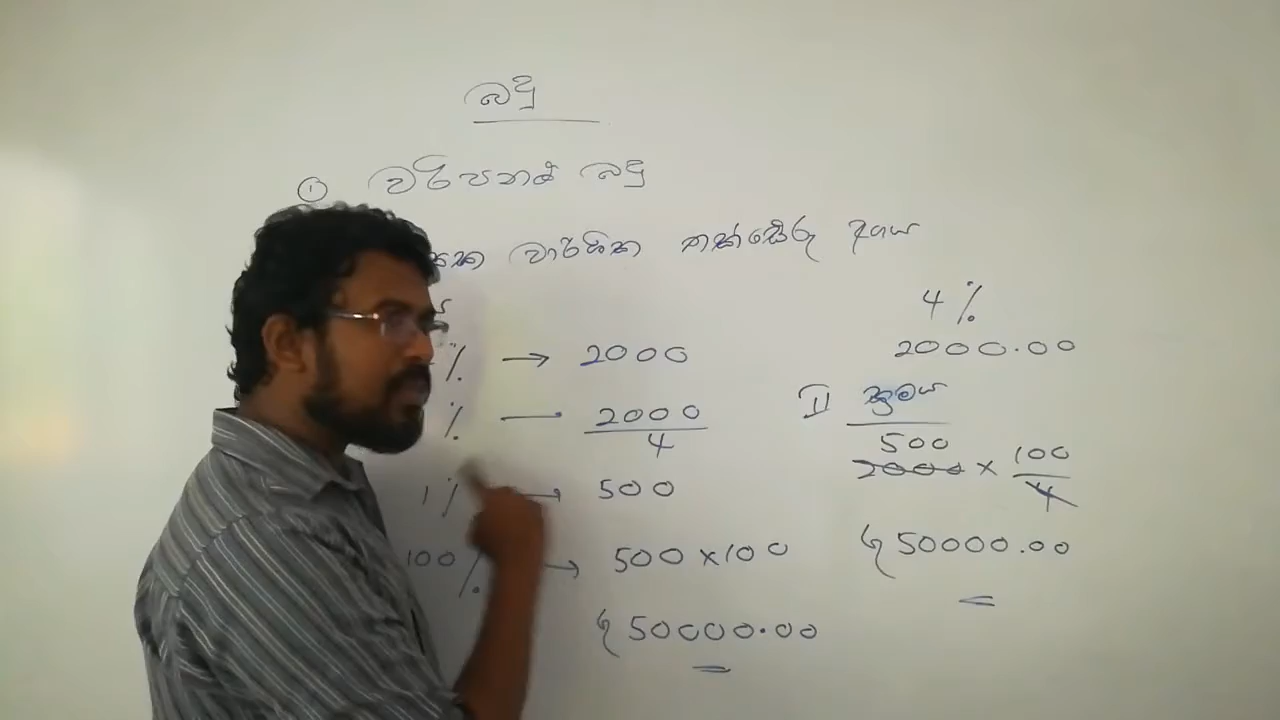 බදු
① වරිපනම් බදු
වාර්ෂික තක්සේරු අගය
% → 2000
% — 2000/4
1% → 500
100% → 500 × 100
රු 50000.00
4%
2000.00
II ක්‍රමය
500
2000 × 100/4
රු 50000.00